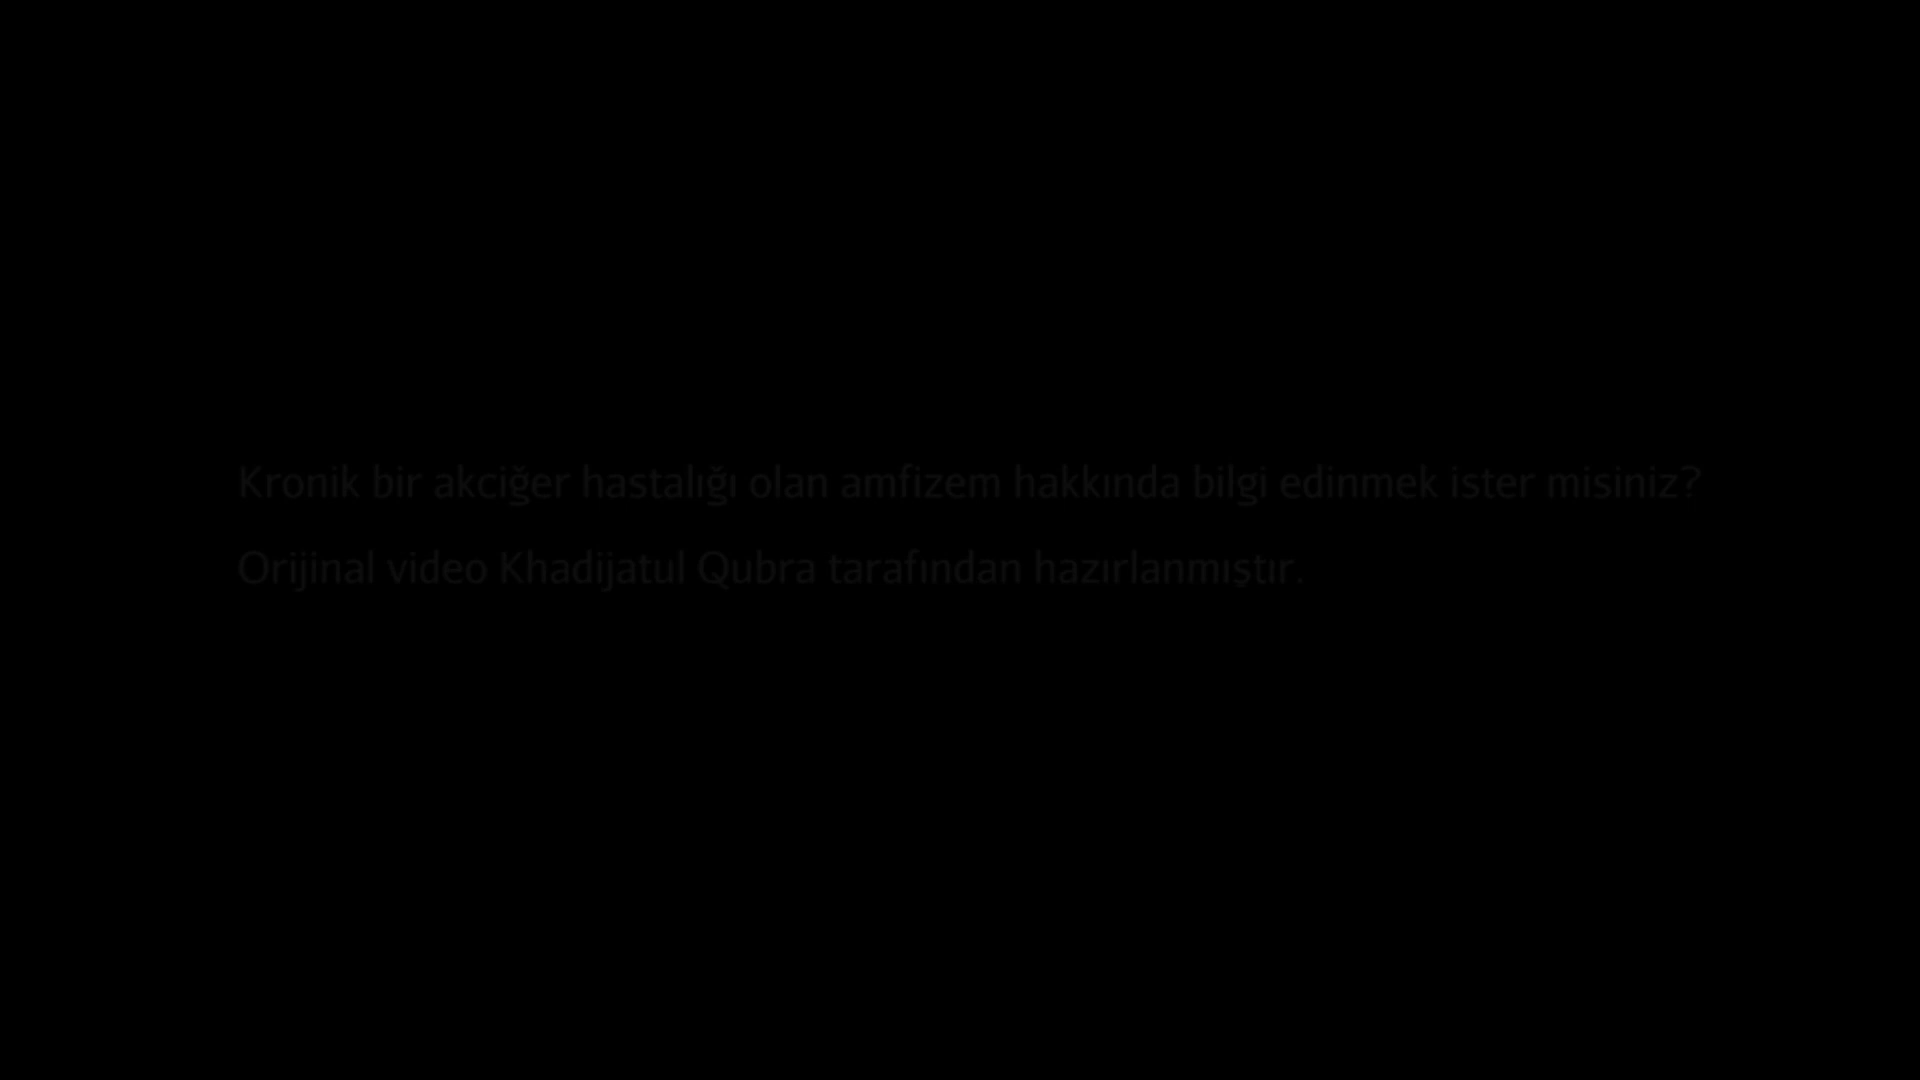 Kronik bir akciğer hastalığı olan amfizem hakkında bilgi edinmek ister misiniz?
Orijinal video Khadijatul Qubra tarafından hazırlanmıştır.